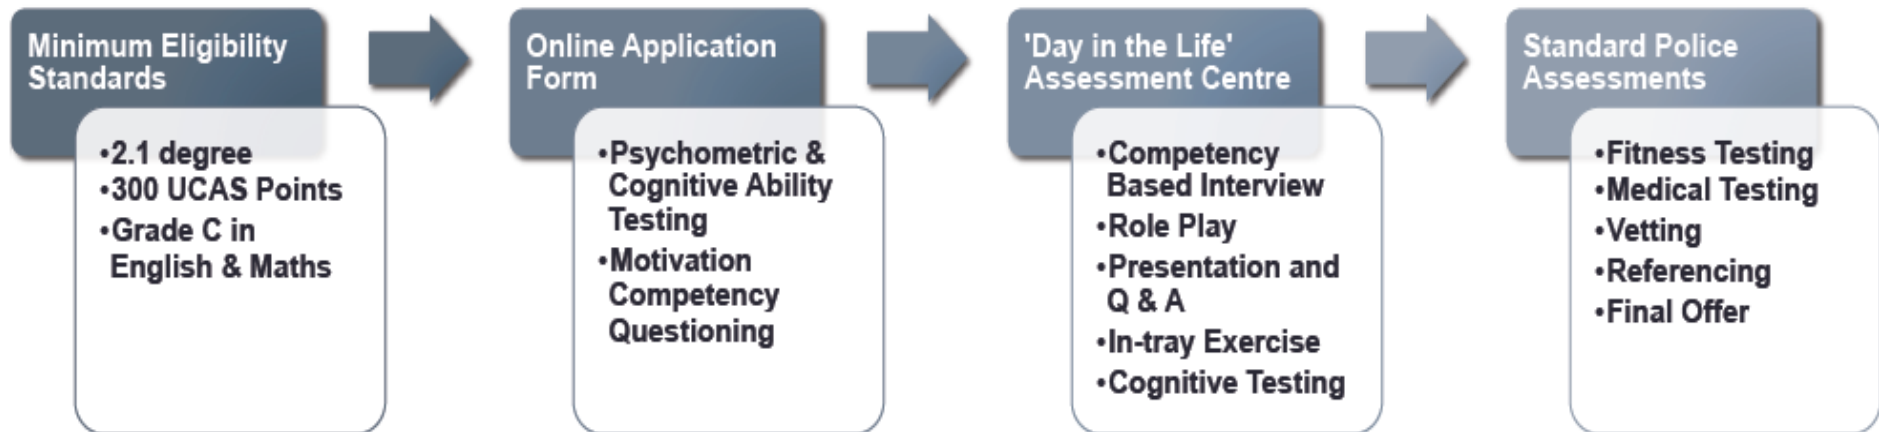 Minimum Eligibility
Standards
•2.1 degree
•300 UCAS Points
•Grade C in
English & Maths
Online Application
Form
•Psychometric &
Cognitive Ability
Testing
•Motivation
Competency
Questioning
'Day in the Life'
Assessment Centre
•Competency
Based Interview
•Role Play
•Presentation and
Q & A
•In-tray Exercise
•Cognitive Testing
Standard Police
Assessments
•Fitness Testing
•Medical Testing
•Vetting
•Referencing
•Final Offer